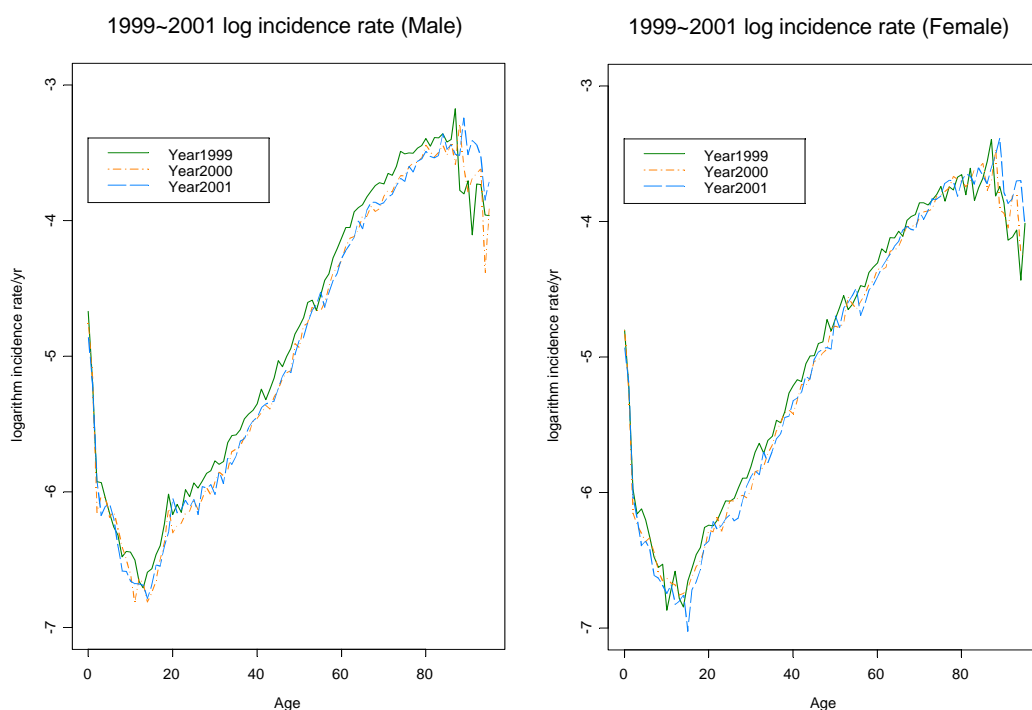 1999~2001 log incidence rate (Male)
-3
-4
-5
-6
-7
logarithm incidence rate/yr
Year1999
Year2000
Year2001
0
20
40
60
80
Age
1999~2001 log incidence rate (Female)
-3
-4
-5
-6
-7
logarithm incidence rate/yr
Year1999
Year2000
Year2001
0
20
40
60
80
Age